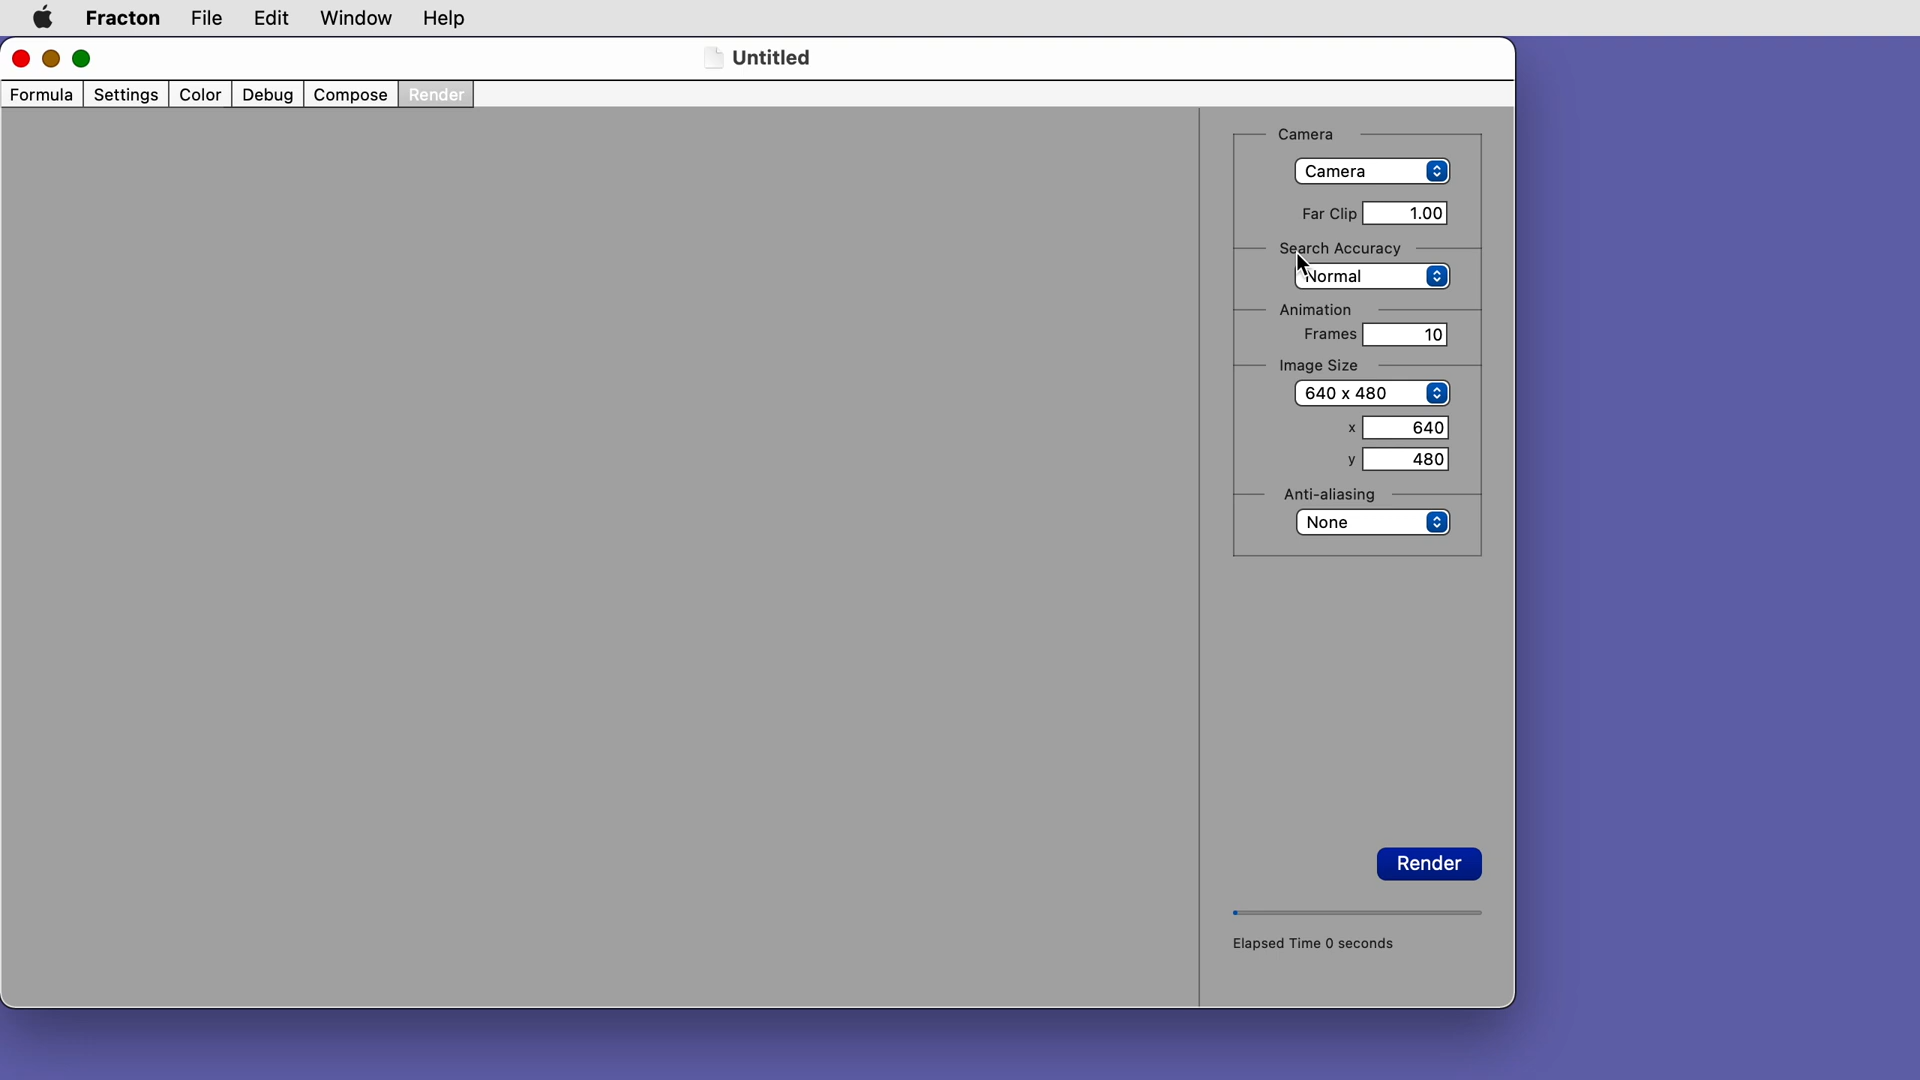 Fracton File Edit Window Help
Untitled
Formula Settings Color Debug Compose Render
Camera
Camera
Far Clip 1.00
Search Accuracy
Normal
Animation
Frames 10
Image Size
640 x 480
x 640
y 480
Anti-aliasing
None
Render
Elapsed Time 0 seconds